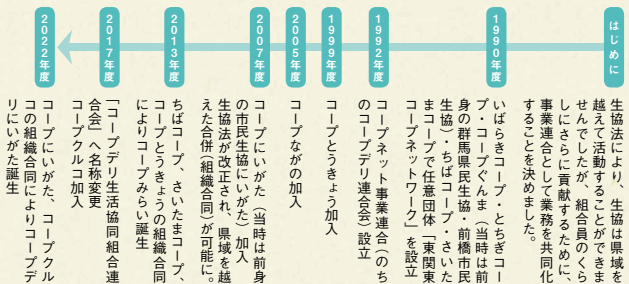 はじめに
生協法により、生協は県域を
越えて活動することができま
せんでしたが、組合員のくら
しにさらに貢献するために、
事業連合として業務を共同化
することを決めました。
1990年度
いばらきコープ・とちぎコー
プ・コープぐんま（当時は前
身の群馬県民生協・前橋市民
生協）・ちばコープ・さいた
まコープで任意団体「東関東
コープネットワーク」を設立
1992年度
コープネット事業連合（のち
のコープデリ連合会）設立
1999年度
コープとうきょう加入
2005年度
コープながの加入
2007年度
コープにいがた（当時は前身
の市民生協にいがた）加入
生協法が改正され、県域を越
えた合併（組織合同）が可能に。
2013年度
ちばコープ、さいたまコープ、
コープとうきょうの組織合同
によりコープみらい誕生
2017年度
「コープデリ生活協同組合連
合会」へ名称変更
コープクルコ加入
2022年度
コープにいがた、コープクル
コの組織合同によりコープデ
リにいがた誕生